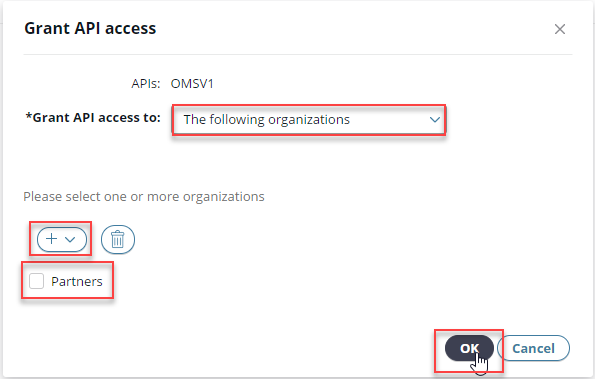 Grant API access
APIs: OMSV1
*Grant API access to: The following organizations
Please select one or more organizations
Partners
OK Cancel